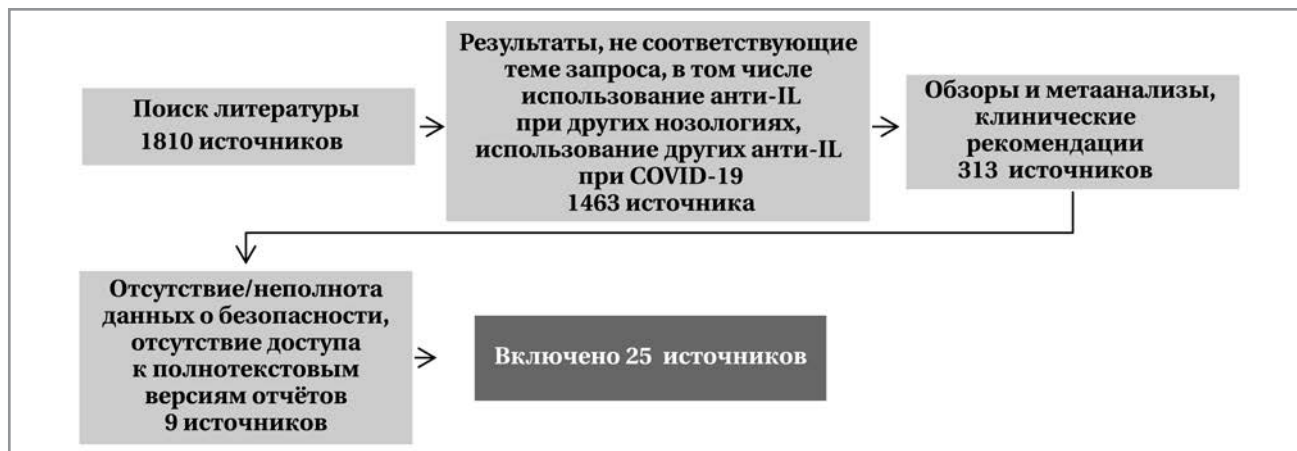 Поиск литературы
1810 источников
Результаты, не соответствующие
теме запроса, в том числе
использование анти-IL
при других нозологиях,
использование других анти-IL
при COVID-19
1463 источника
Обзоры и метаанализы,
клинические
рекомендации
313 источников
Отсутствие/неполнота
данных о безопасности,
отсутствие доступа
к полнотекстовым
версиям отчётов
9 источников
Включено 25 источников